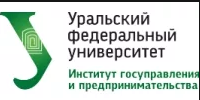 Уральский
федеральный
университет
Институт госуправления
и предпринимательства